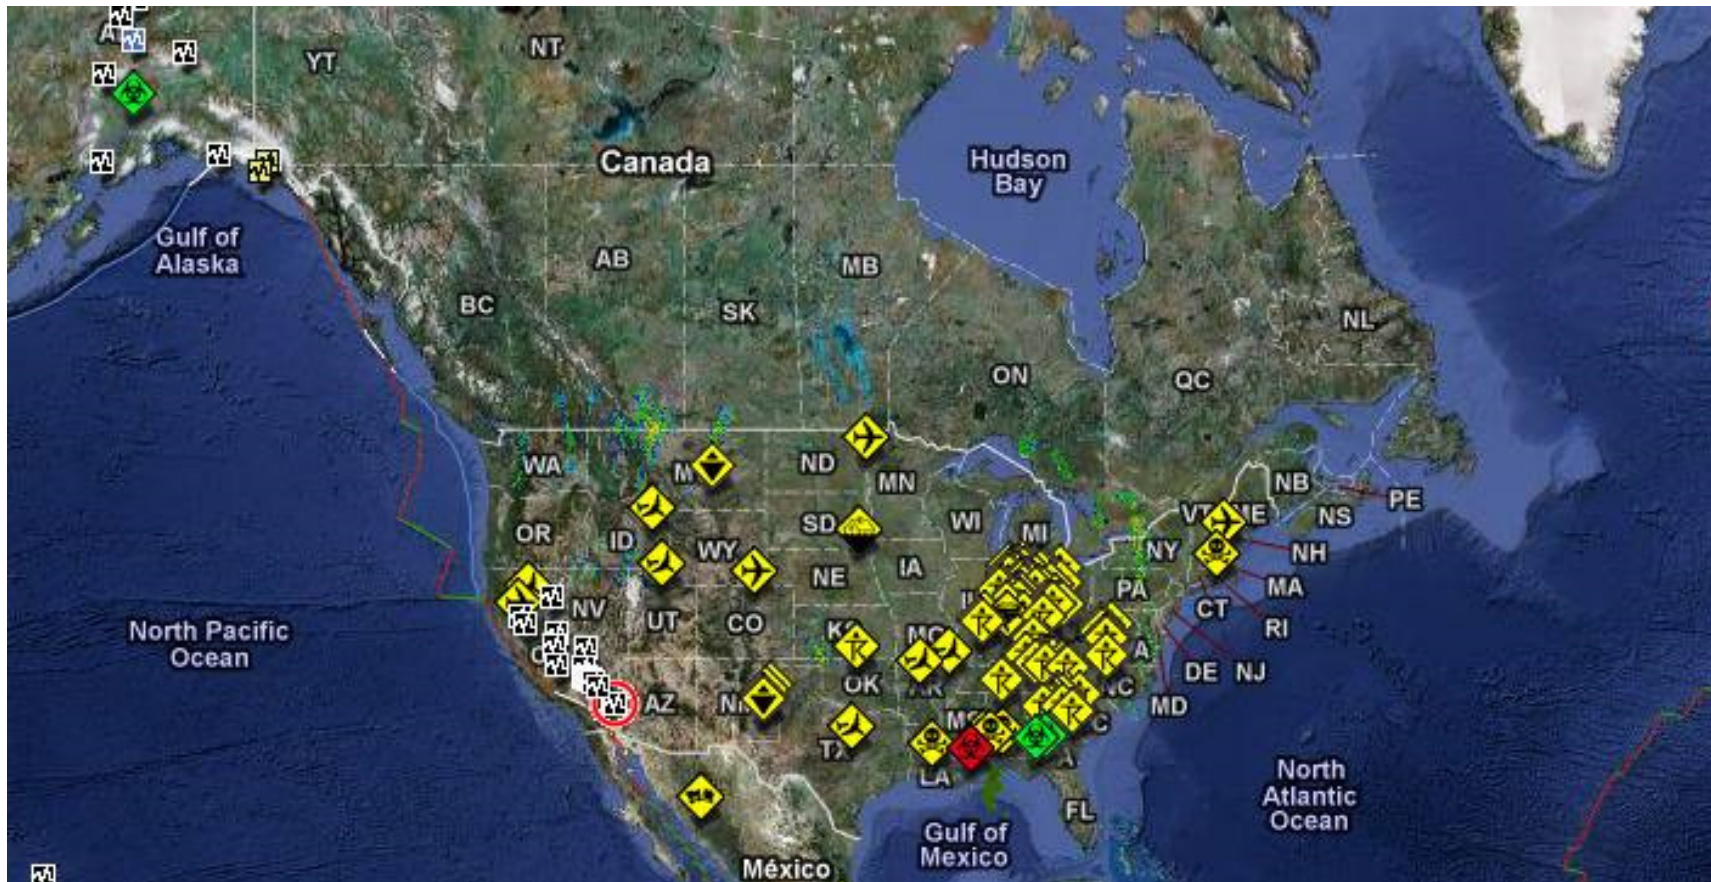 YT
NT
Canada
Hudson
Bay
Gulf of
Alaska
AB
MB
BC
SK
NL
ON
QC
WA
ND
MN
NB
PE
NS
OR
ID
SD
WI
MI
WY
NY
NH
NE
IA
PA
MA
NV
UT
CO
CT
RI
North Pacific
Ocean
DE
NJ
OK
AZ
NC
MD
TX
LA
FL
North
Atlantic
Ocean
Gulf of
Mexico
México